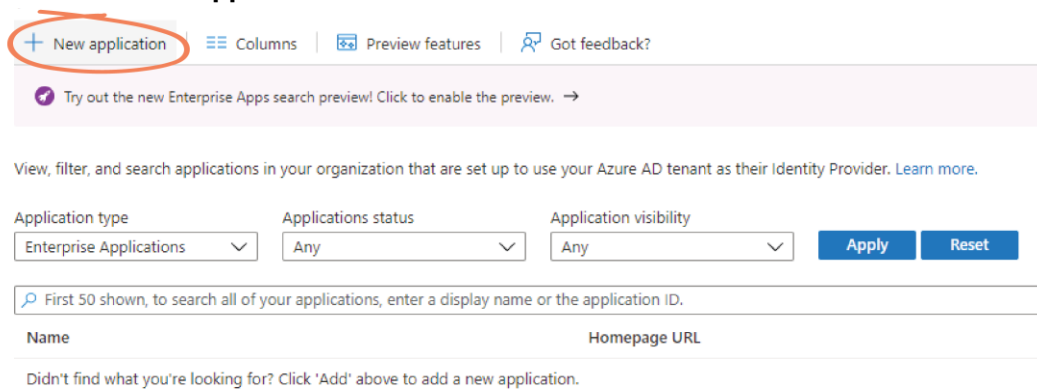 + New application Columns Preview features Got feedback?
Try out the new Enterprise Apps search preview! Click to enable the preview. →
View, filter, and search applications in your organization that are set up to use your Azure AD tenant as their Identity Provider. Learn more.
Application type Applications status Application visibility
Enterprise Applications Any Any Apply Reset
First 50 shown, to search all of your applications, enter a display name or the application ID.
Name Homepage URL
Didn't find what you're looking for? Click 'Add' above to add a new application.